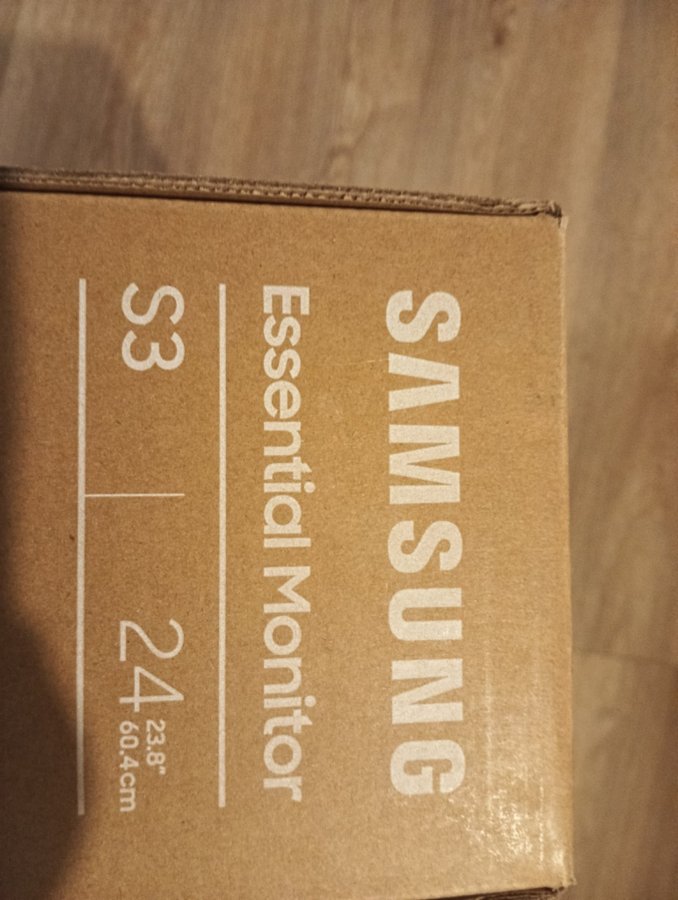 SAMSUNG
Essential Monitor
S3
24
23.8"
60.4cm